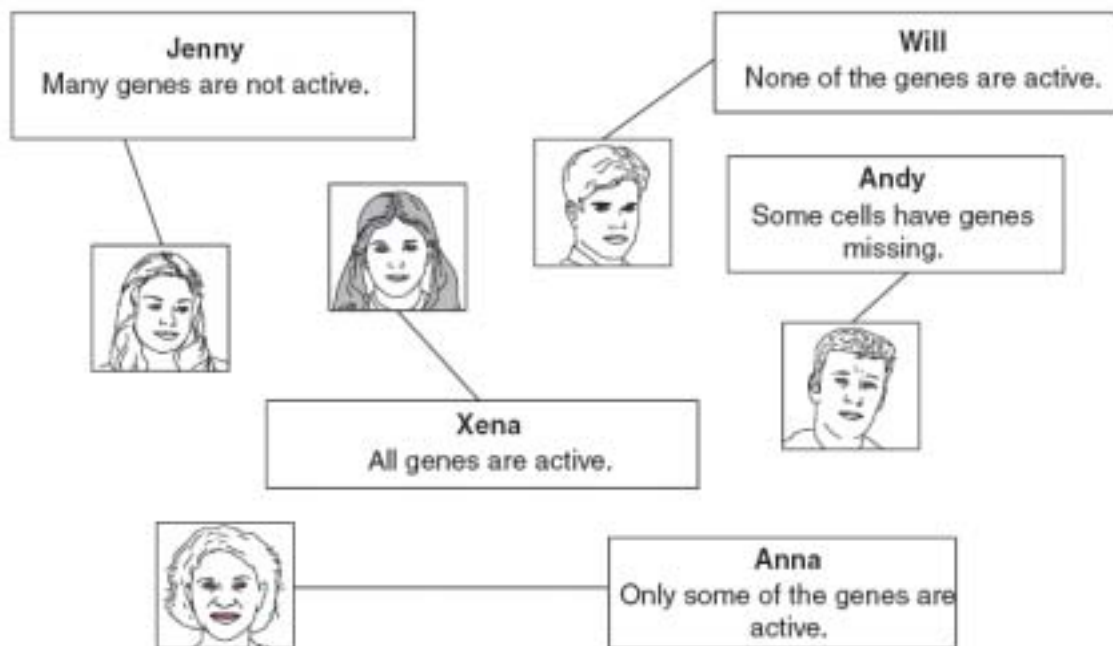 Jenny
Many genes are not active.
Will
None of the genes are active.
Andy
Some cells have genes
missing.
Xena
All genes are active.
Anna
Only some of the genes are
active.